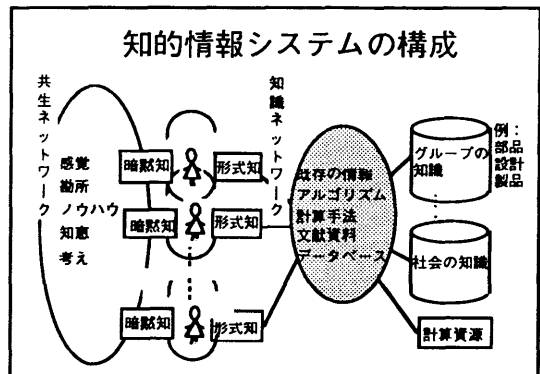 知的情報システムの構成
共生ネットワーク
感覚
勘所
ノウハウ
知恵
考え
暗黙知
形式知
暗黙知
形式知
暗黙知
形式知
知識ネットワーク
既存の情報
アルゴリズム
計算手法
文献資料
データベース
グループの
知識
社会の知識
計算資源
例：
部品
設計
製品